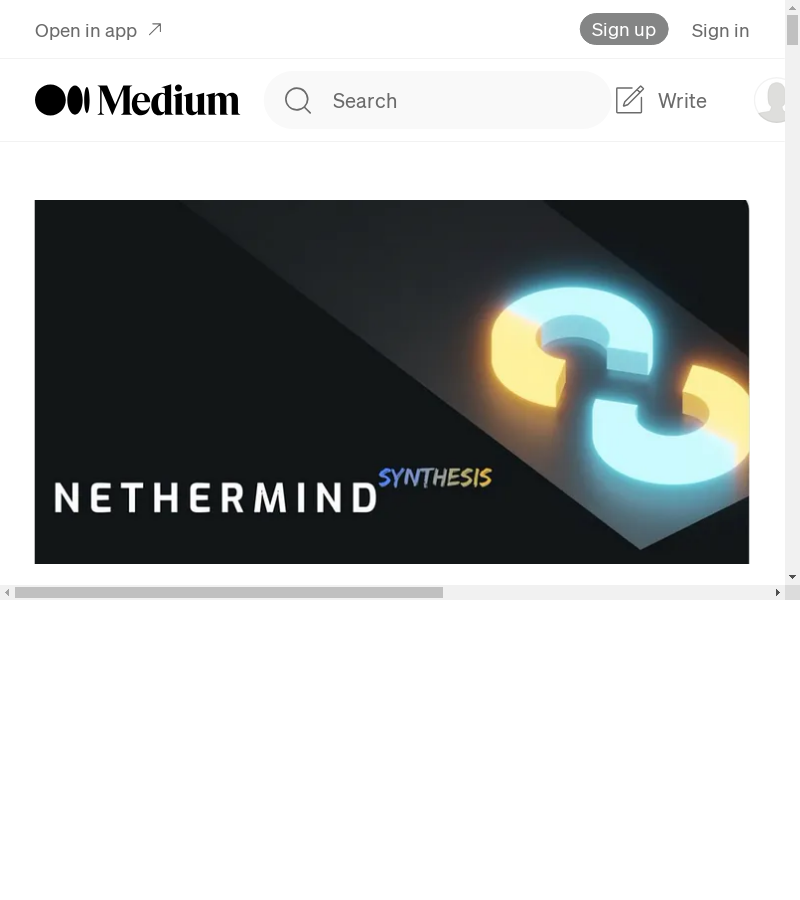 Open in app
Sign up
Sign in
Medium
Search
Write
NETHERMIND
SYNTHESIS